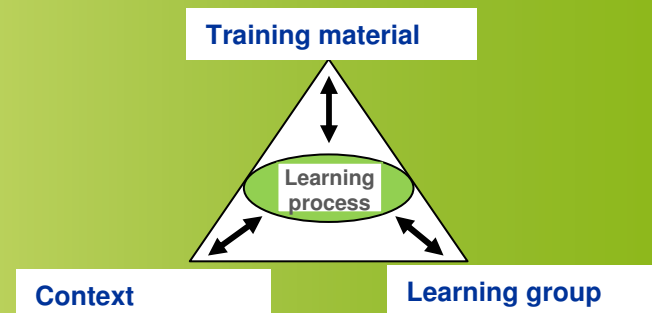 Training material
Learning
process
Context
Learning group